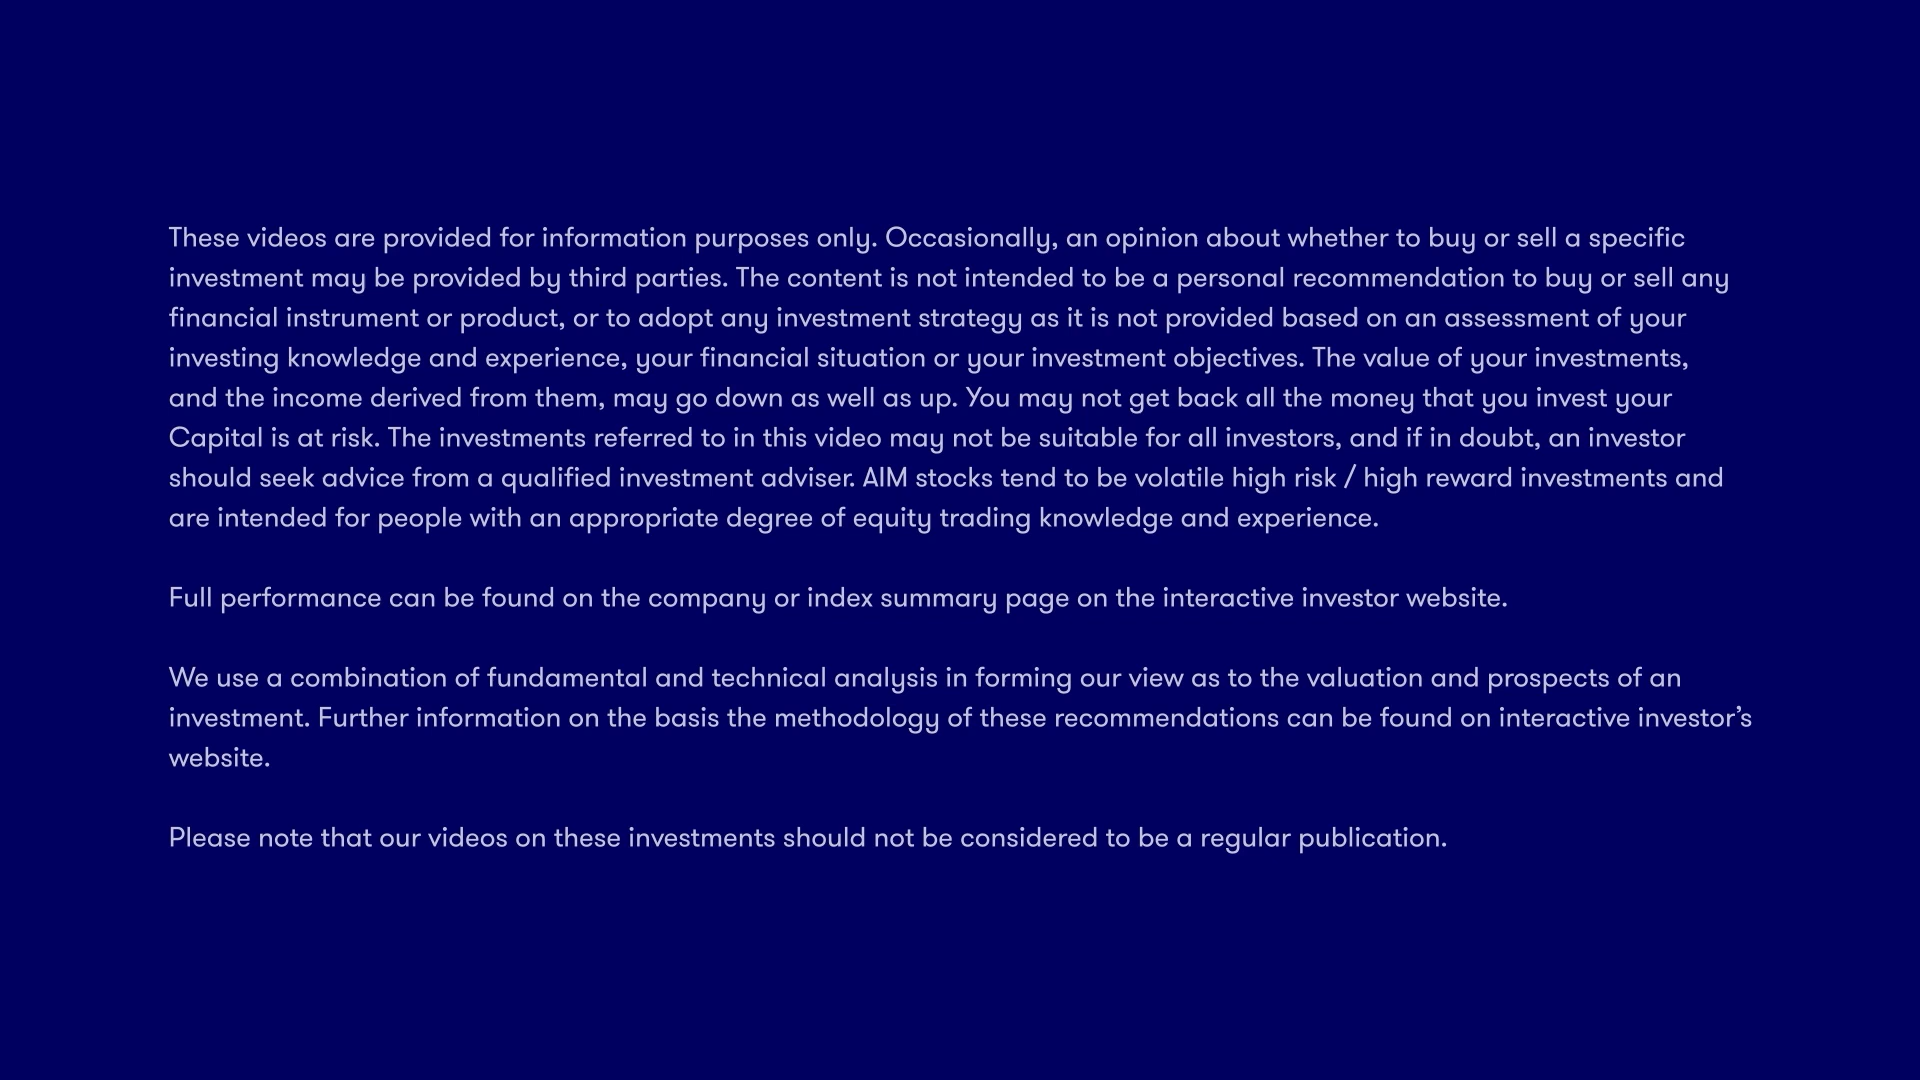 These videos are provided for information purposes only. Occasionally, an opinion about whether to buy or sell a specific
investment may be provided by third parties. The content is not intended to be a personal recommendation to buy or sell any
financial instrument or product, or to adopt any investment strategy as it is not provided based on an assessment of your
investing knowledge and experience, your financial situation or your investment objectives. The value of your investments,
and the income derived from them, may go down as well as up. You may not get back all the money that you invest your
Capital is at risk. The investments referred to in this video may not be suitable for all investors, and if in doubt, an investor
should seek advice from a qualified investment adviser. AIM stocks tend to be volatile high risk / high reward investments and
are intended for people with an appropriate degree of equity trading knowledge and experience.
Full performance can be found on the company or index summary page on the interactive investor website.
We use a combination of fundamental and technical analysis in forming our view as to the valuation and prospects of an
investment. Further information on the basis the methodology of these recommendations can be found on interactive investor’s
website.
Please note that our videos on these investments should not be considered to be a regular publication.